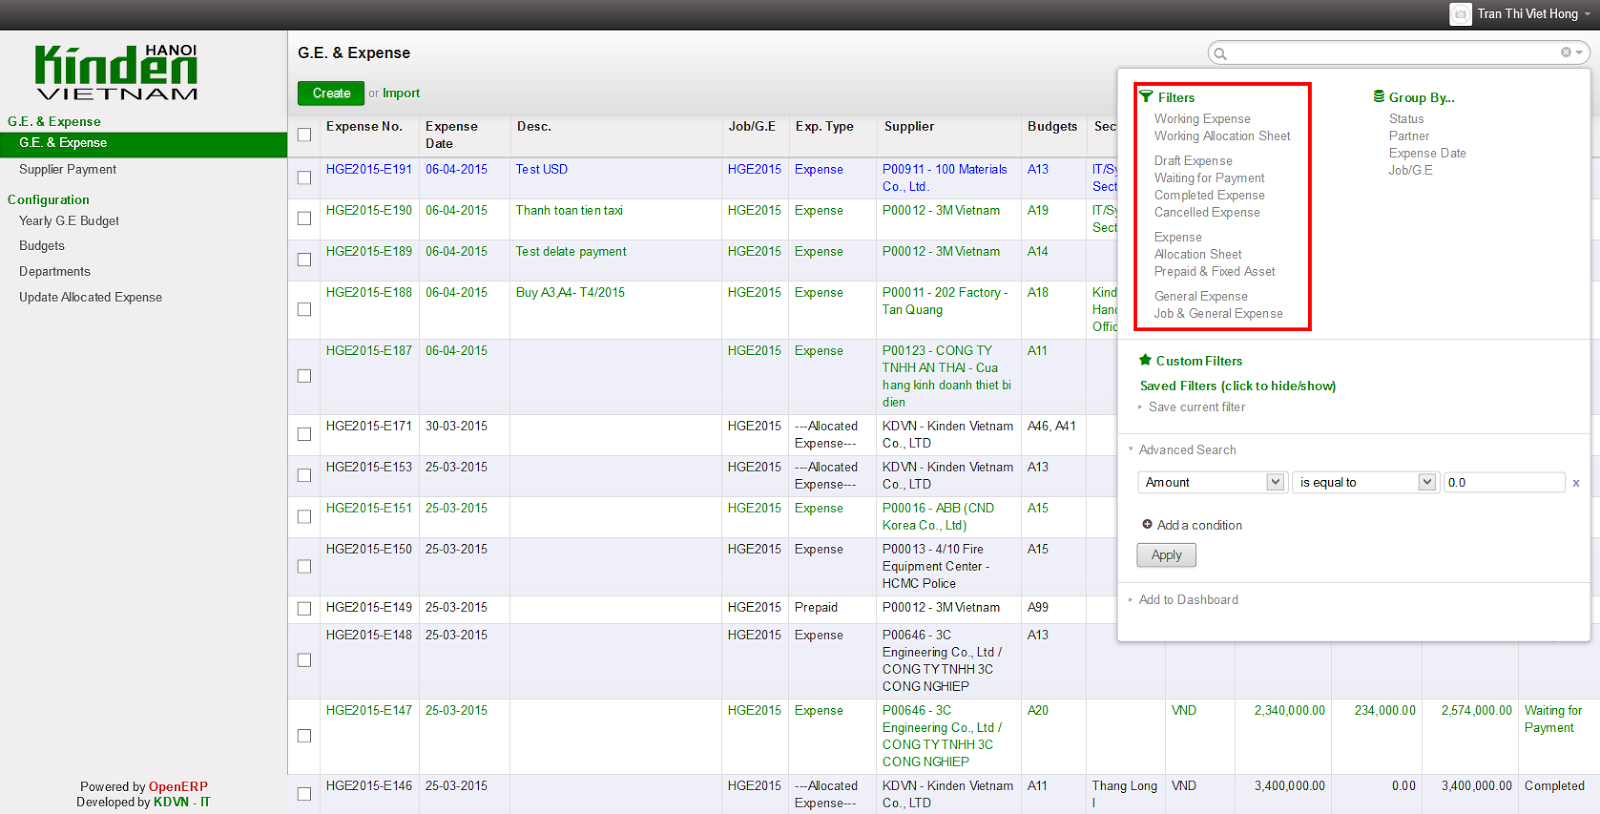 Tran Thi Viet Hong
Kinden HANOI
VIETNAM
G.E. & Expense
G.E. & Expense
Supplier Payment
Configuration
Yearly G.E Budget
Budgets
Departments
Update Allocated Expense
Powered by OpenERP
Developed by KDVN - IT
G.E. & Expense
Create or Import
Expense No. Expense Date Desc. Job/G.E Exp. Type Supplier Budgets Sec
HGE2015-E191 06-04-2015 Test USD HGE2015 Expense P00911 - 100 Materials A13 IT/Sy
Co., Ltd. Sect
HGE2015-E190 06-04-2015 Thanh toan tien taxi HGE2015 Expense P00012 - 3M Vietnam A19 IT/Sy
Sect
HGE2015-E189 06-04-2015 Test delate payment HGE2015 Expense P00012 - 3M Vietnam A14
HGE2015-E188 06-04-2015 Buy A3,A4- T4/2015 HGE2015 Expense P00011 - 202 Factory - A18 Kind
Tan Quang Hanc
Offic
HGE2015-E187 06-04-2015 HGE2015 Expense P00123 - CONG TY A11
TNHH AN THAI - Cua
hang kinh doanh thiet bi
dien
HGE2015-E171 30-03-2015 HGE2015 ---Allocated KDVN - Kinden Vietnam A46, A41
Expense--- Co., LTD
HGE2015-E153 25-03-2015 HGE2015 ---Allocated KDVN - Kinden Vietnam A13
Expense--- Co., LTD
HGE2015-E151 25-03-2015 HGE2015 Expense P00016 - ABB (CND A15
Korea Co., Ltd)
HGE2015-E150 25-03-2015 HGE2015 Expense P00013 - 4/10 Fire A15
Equipment Center -
HCMC Police
HGE2015-E149 25-03-2015 HGE2015 Prepaid P00012 - 3M Vietnam A99
HGE2015-E148 25-03-2015 HGE2015 Expense P00646 - 3C A13
Engineering Co., Ltd /
CONG TY TNHH 3C
CONG NGHIEP
HGE2015-E147 25-03-2015 HGE2015 Expense P00646 - 3C A20 VND 2,340,000.00 234,000.00 2,574,000.00 Waiting for
Engineering Co., Ltd / Payment
CONG TY TNHH 3C
CONG NGHIEP
HGE2015-E146 25-03-2015 HGE2015 ---Allocated KDVN - Kinden Vietnam A11 Thang Long VND 3,400,000.00 0.00 3,400,000.00 Completed
Expense--- Co., LTD I
Filters
Working Expense
Working Allocation Sheet
Draft Expense
Waiting for Payment
Completed Expense
Cancelled Expense
Expense
Allocation Sheet
Prepaid & Fixed Asset
General Expense
Job & General Expense
Group By...
Status
Partner
Expense Date
Job/G.E
Custom Filters
Saved Filters (click to hide/show)
Save current filter
Advanced Search
Amount is equal to 0.0 x
Add a condition
Apply
Add to Dashboard